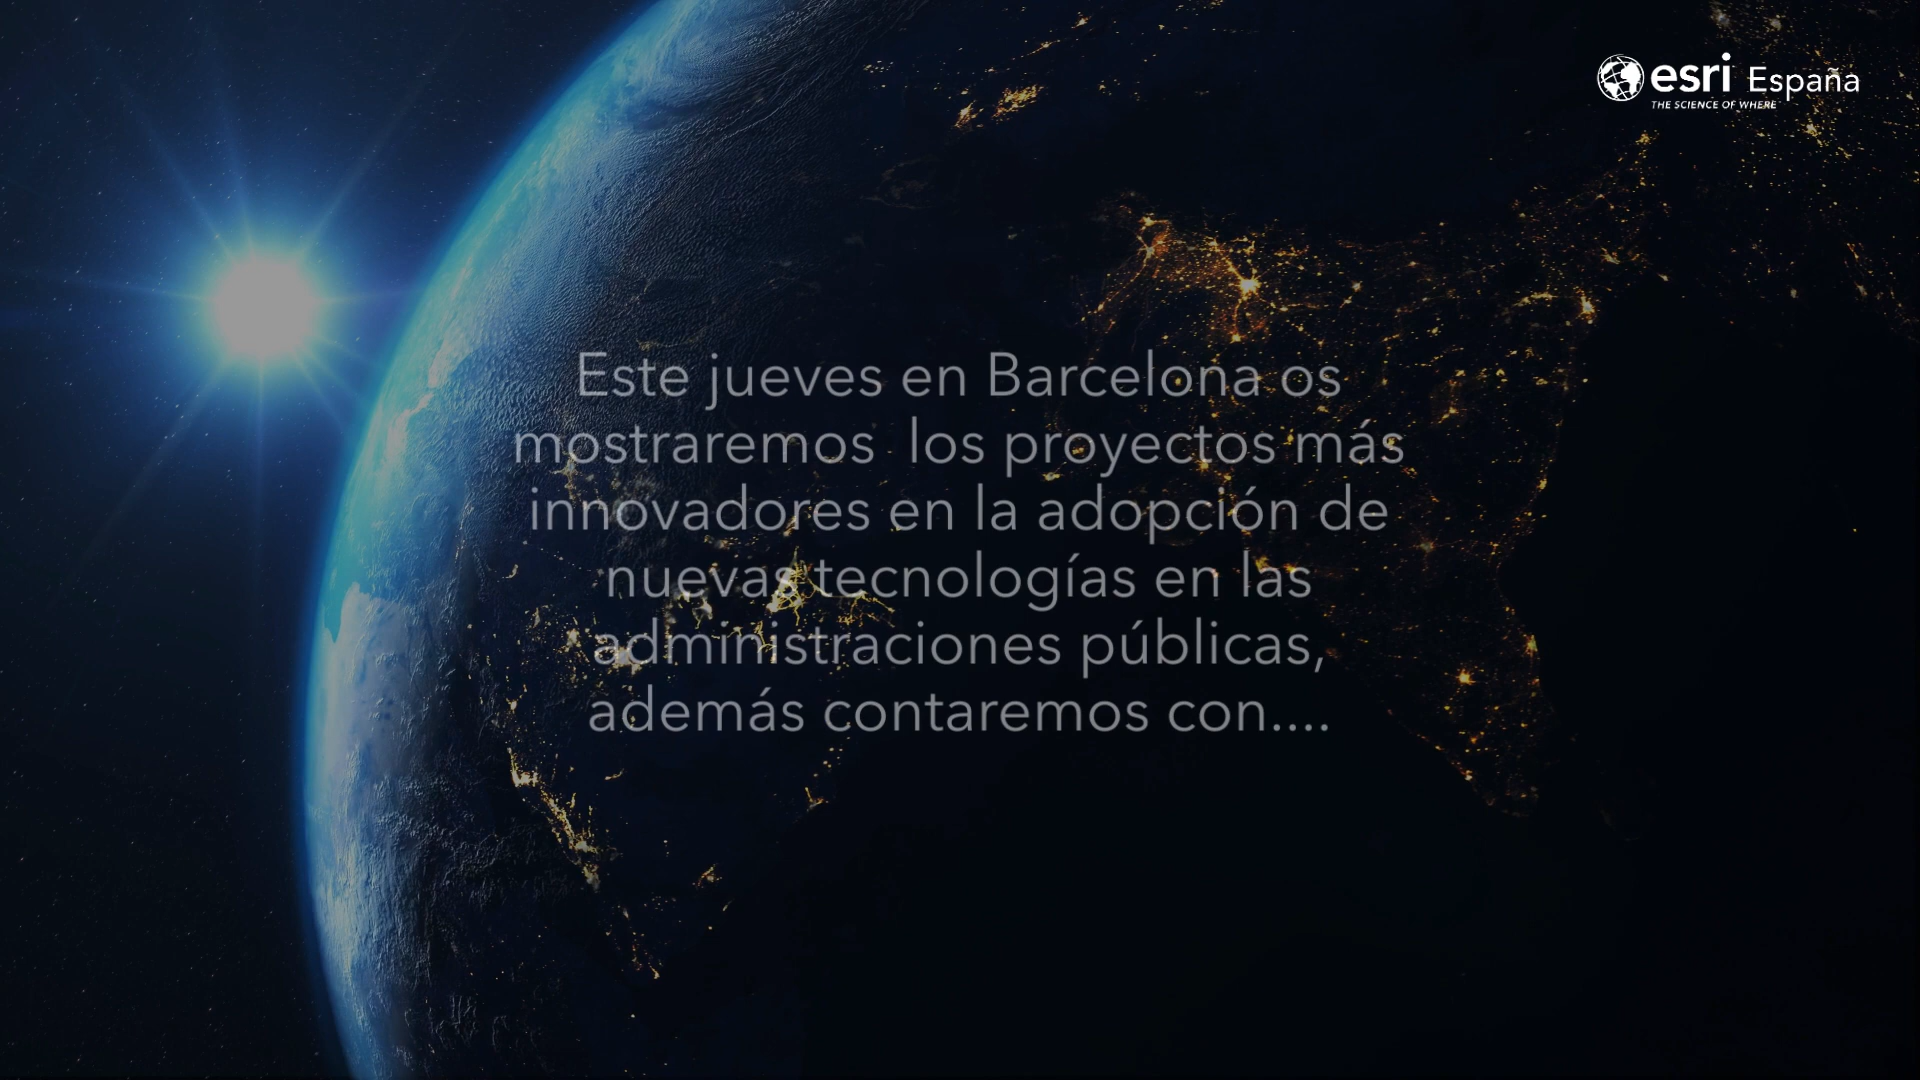 esri España
THE SCIENCE OF WHERE
Este jueves en Barcelona os
mostraremos los proyectos más
innovadores en la adopción de
nuevas tecnologías en las
administraciones públicas,
además contaremos con....